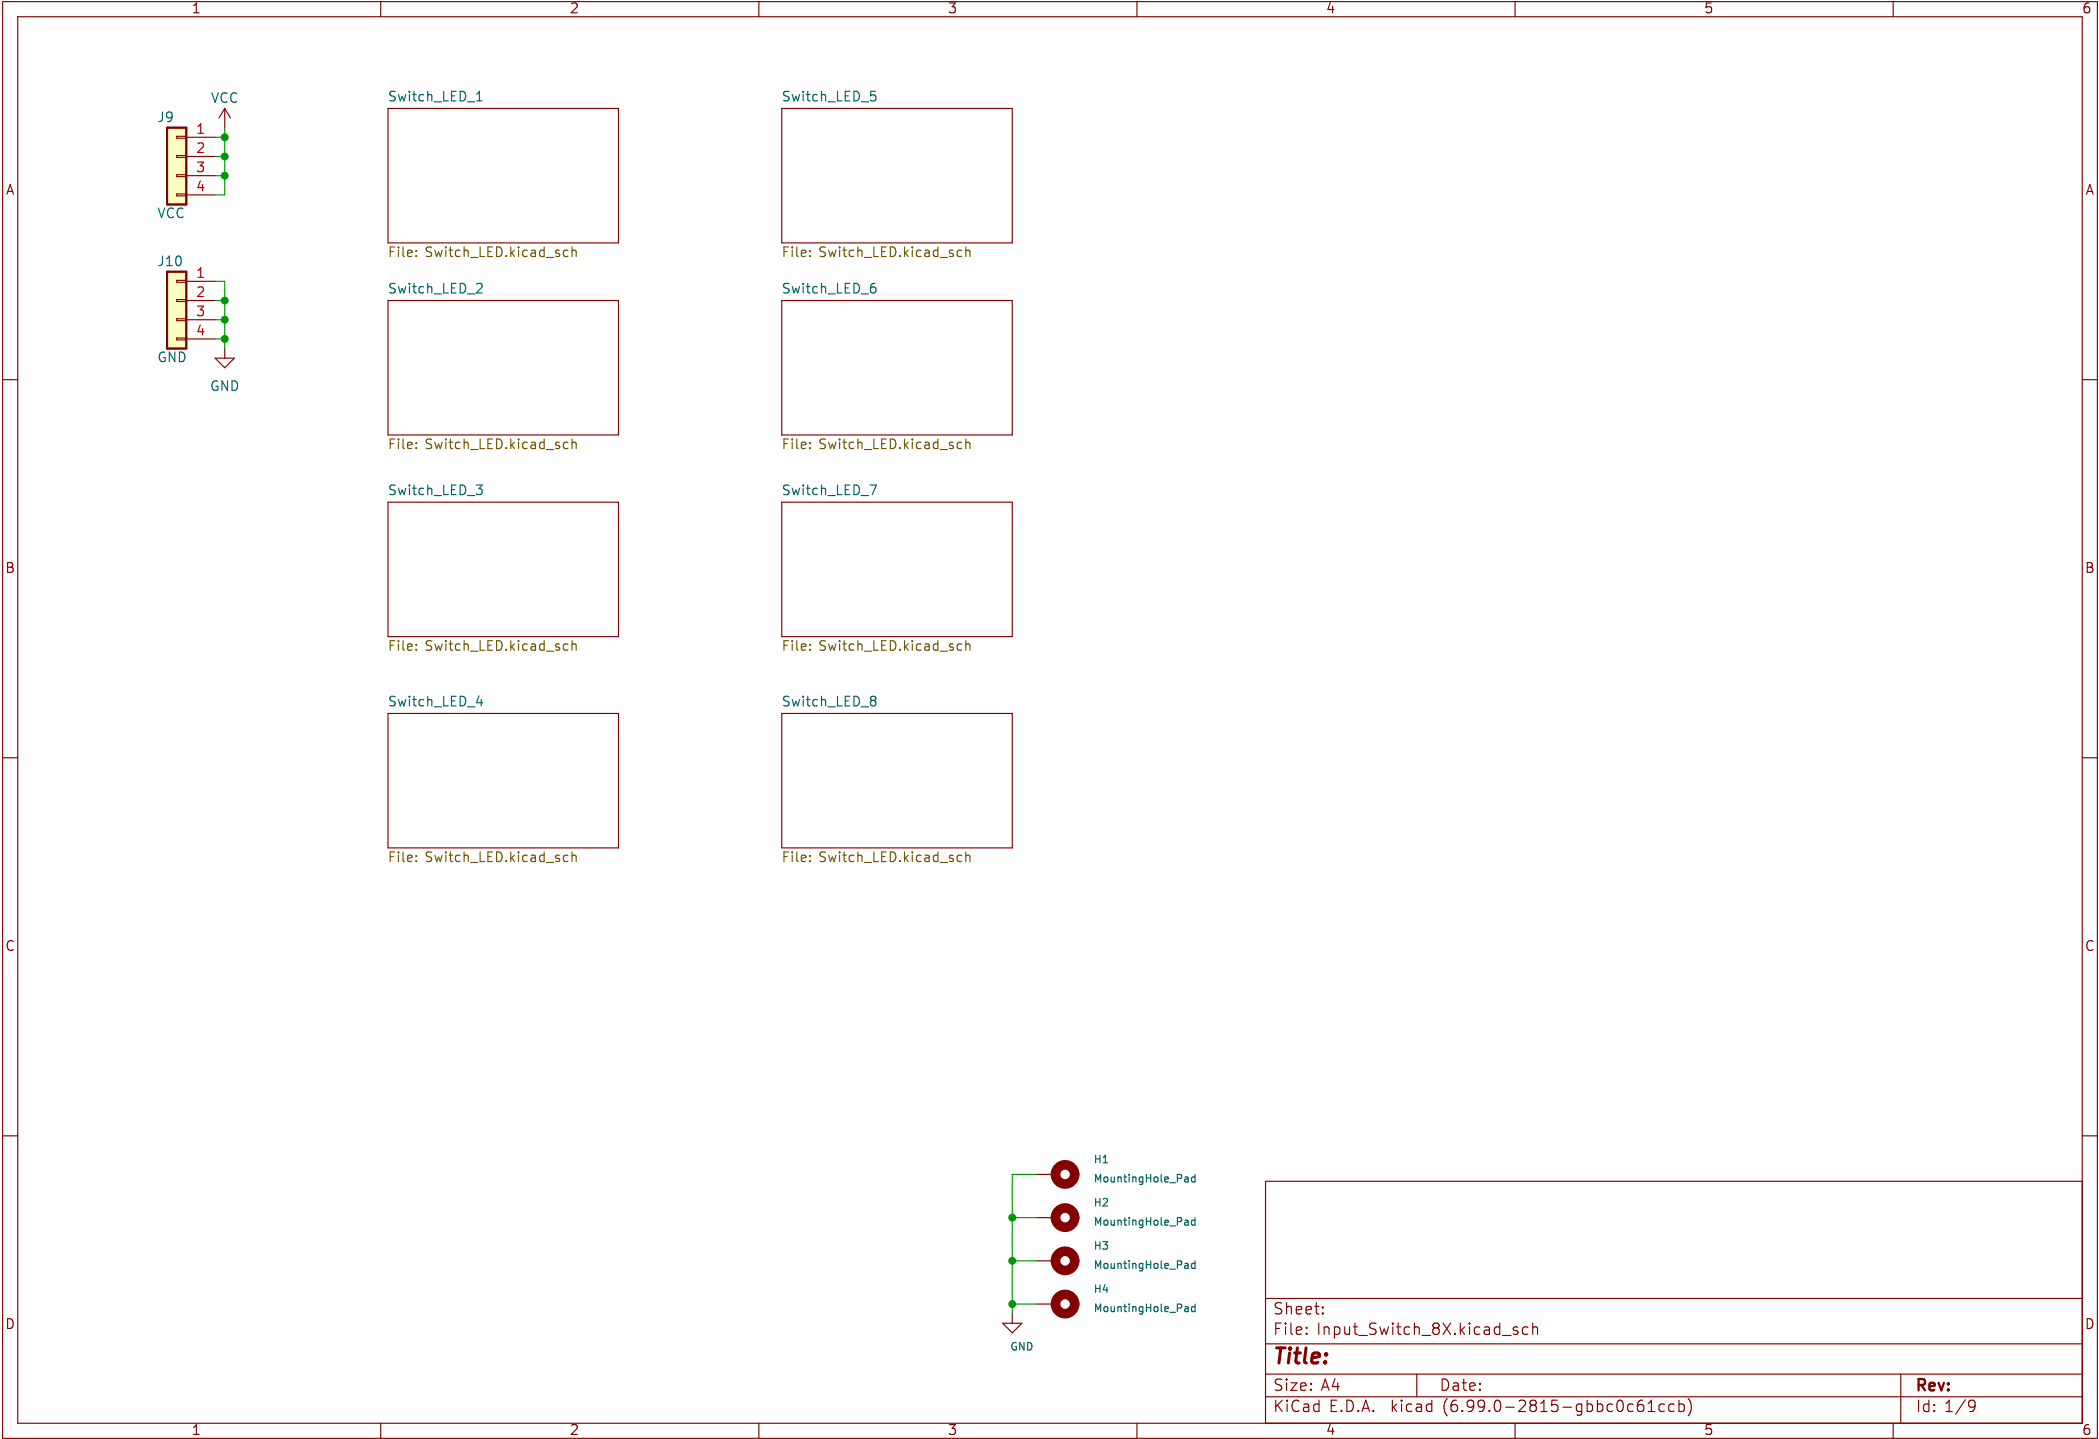 1 2 3 4 5 6
A
B
C
D
A
B
C
D
VCC
J9
1
2
3
4
VCC
J10
1
2
3
4
GND
GND
Switch_LED_1
File: Switch_LED.kicad_sch
Switch_LED_2
File: Switch_LED.kicad_sch
Switch_LED_3
File: Switch_LED.kicad_sch
Switch_LED_4
File: Switch_LED.kicad_sch
Switch_LED_5
File: Switch_LED.kicad_sch
Switch_LED_6
File: Switch_LED.kicad_sch
Switch_LED_7
File: Switch_LED.kicad_sch
Switch_LED_8
File: Switch_LED.kicad_sch
H1
MountingHole_Pad
H2
MountingHole_Pad
H3
MountingHole_Pad
H4
MountingHole_Pad
GND
Sheet:
File: Input_Switch_8X.kicad_sch
Title:
Size: A4 Date: Rev:
KiCad E.D.A. kicad (6.99.0-2815-gbbc0c61ccb) Id: 1/9
1 2 3 4 5 6